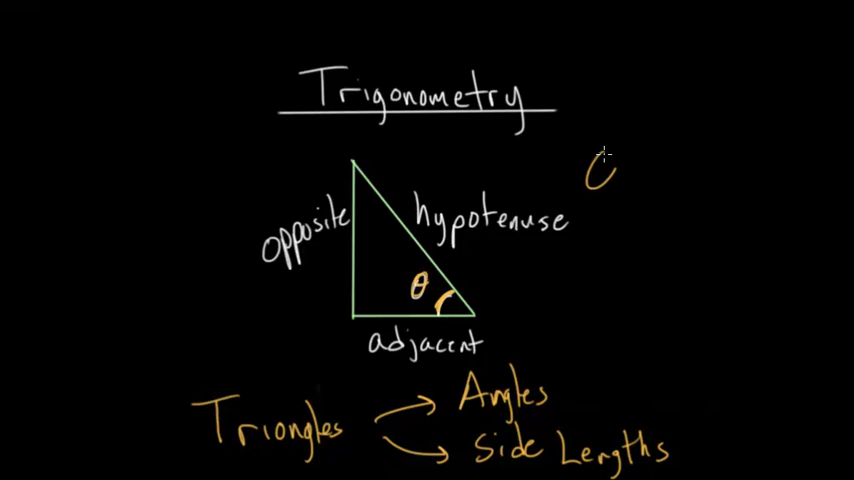 Trigonometry
opposite
hypotenuse
θ
adjacent
Triangles
Angles
Side Lengths